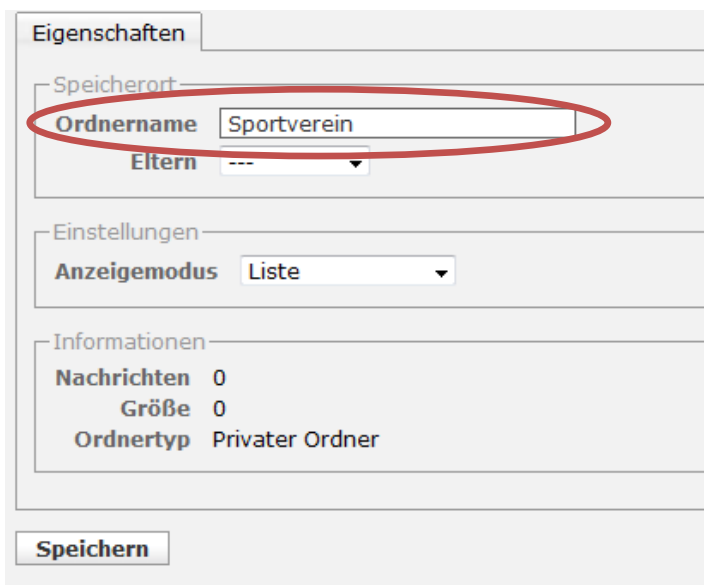 Eigenschaften
Speicherort
Ordnername Sportverein
Eltern ---
Einstellungen
Anzeigemodus Liste
Informationen
Nachrichten 0
Größe 0
Ordnertyp Privater Ordner
Speichern